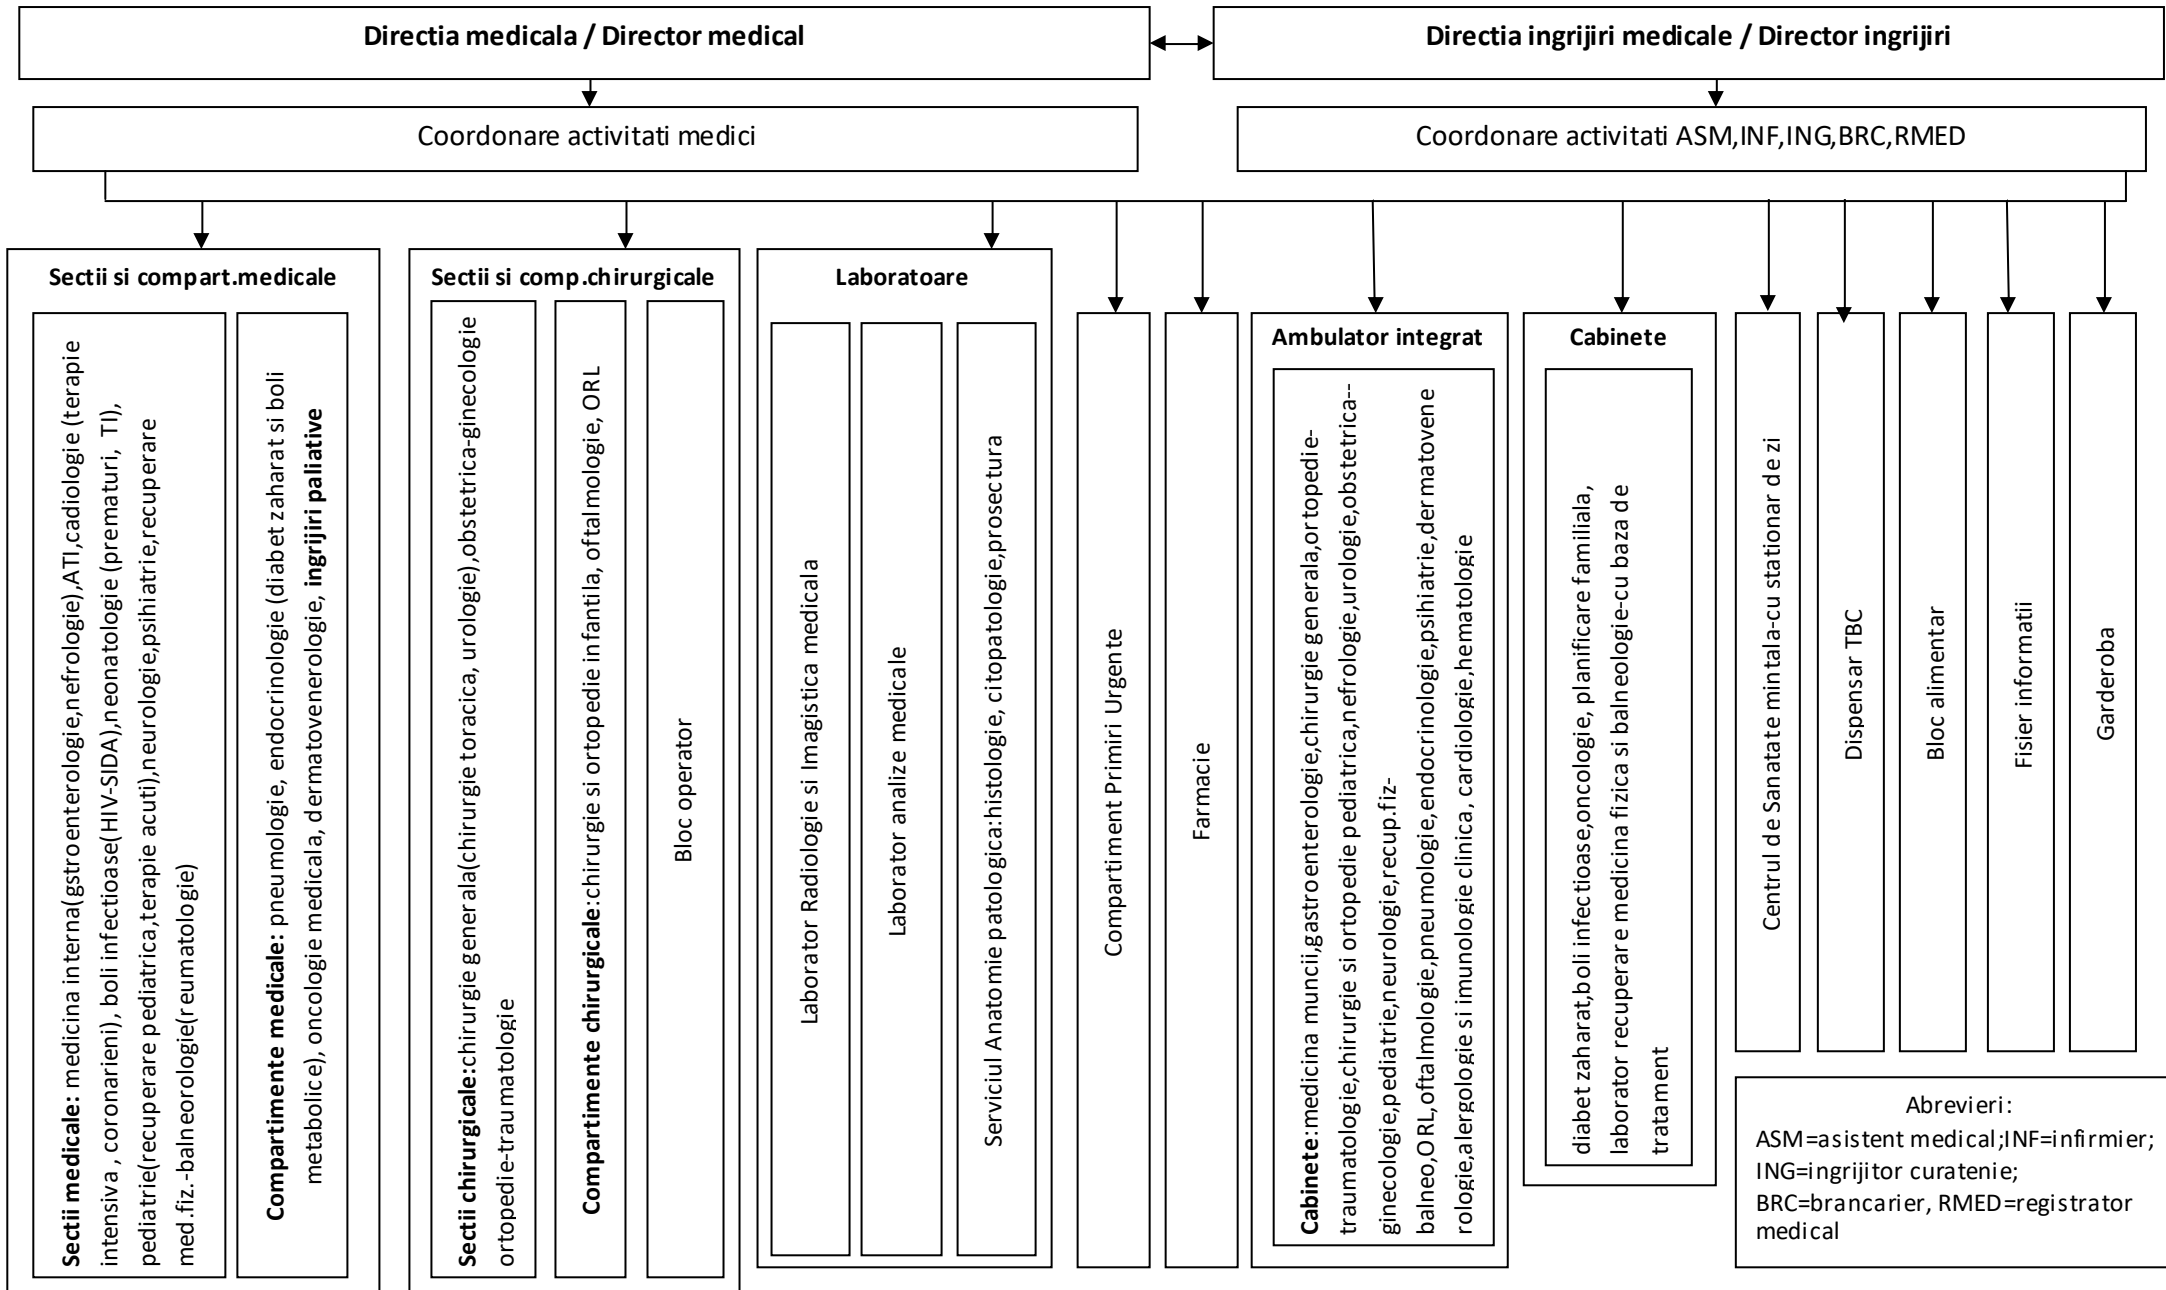 Directia medicala / Director medical
Directia ingrijiri medicale / Director ingrijiri
Coordonare activitati medici
Coordonare activitati ASM,INF,ING,BRC,RMED
Sectii si compart.medicale
Sectii medicale: medicina interna(gstroenterologie,nefrologie),ATI,cadiologie (terapie
intensiva , coronarieni), boli infectioase(HIV-SIDA),neonatologie (prematuri, TI),
pediatrie(recuperare pediatrica,terapie acuti),neurologie,psihiatrie,recuperare
med.fiz.-balneorologie(reumatologie)
Compartimente medicale: pneumologie, endocrinologie (diabet zaharat si boli
metabolice), oncologie medicala, dermatovenerologie, ingrijiri paliative
Sectii si comp.chirurgicale
Sectii chirurgicale:chirurgie generala(chirurgie toracica, urologie),obstetrica-ginecologie
ortopedie-traumatologie
Compartimente chirurgicale:chirurgie si ortopedie infantila, oftalmologie, ORL
Bloc operator
Laboratoare
Laborator Radiologie si Imagistica medicala
Laborator analize medicale
Serviciul Anatomie patologica:histologie, citopatologie,prosectura
Compartiment Primiri Urgente
Farmacie
Ambulator integrat
Cabinete:medicina muncii,gastroenterologie,chirurgie generala,ortopedie-
traumatologie,chirurgie si ortopedie pediatrica,nefrologie,urologie,obstetrica--
ginecologie,pediatrie,neurologie,recup.fiz-
balneo,ORL,oftalmologie,pneumologie,endocrinologie,psihiatrie,dermatovene
rologie,alergologie si imunologie clinica, cardiologie,hematologie
Cabinete
diabet zaharat,boli infectioase,oncologie, planificare familiala,
laborator recuperare medicina fizica si balneologie-cu baza de
tratament
Centrul de Sanatate mintala-cu stationar de zi
Dispensar TBC
Bloc alimentar
Fisier informatii
Garderoba
Abrevieri:
ASM=asistent medical;INF=infirmier;
ING=ingrijitor curatenie;
BRC=brancarier, RMED=registrator
medical